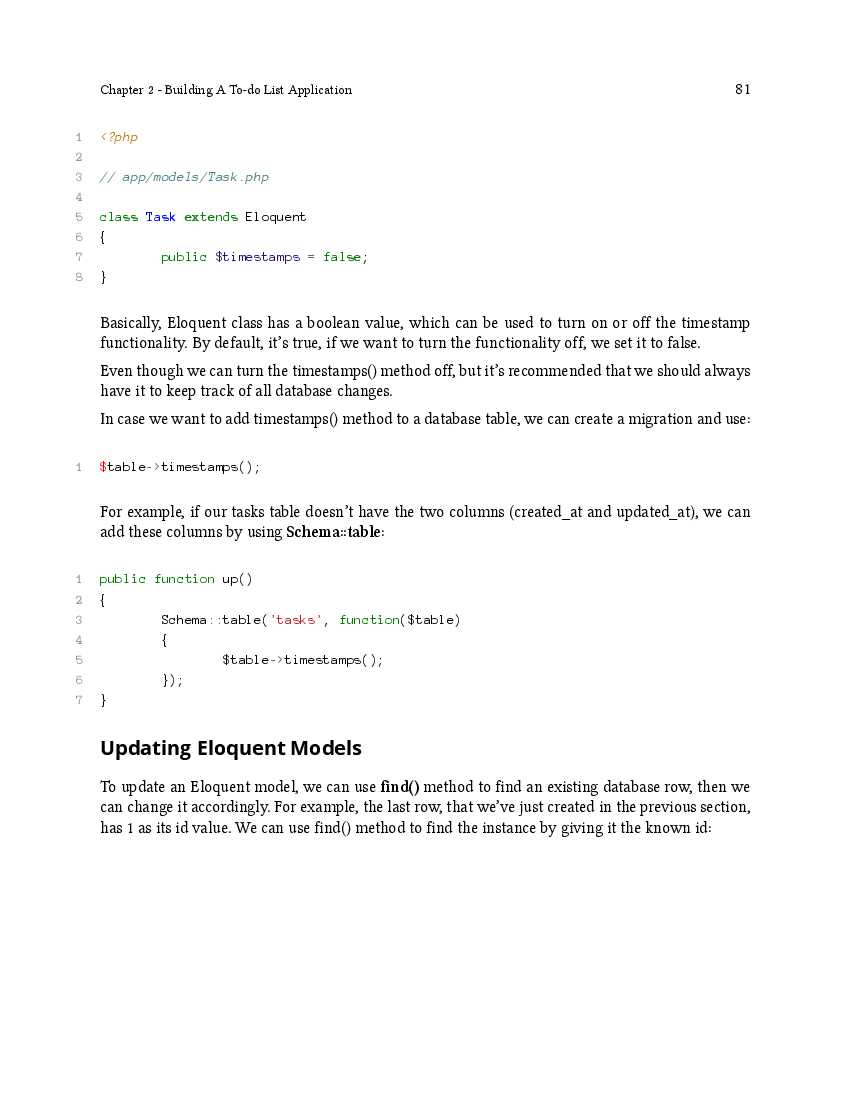 Chapter 2 - Building A To-do List Application 81
1 <?php
2
3 // app/models/Task.php
4
5 class Task extends Eloquent
6 {
7 public $timestamps = false;
8 }
Basically, Eloquent class has a boolean value, which can be used to turn on or off the timestamp
functionality. By default, it's true, if we want to turn the functionality off, we set it to false.
Even though we can turn the timestamps() method off, but it's recommended that we should always
have it to keep track of all database changes.
In case we want to add timestamps() method to a database table, we can create a migration and use:
1 $table->timestamps();
For example, if our tasks table doesn't have the two columns (created_at and updated_at), we can
add these columns by using Schema::table:
1 public function up()
2 {
3 Schema::table('tasks', function($table)
4 {
5 $table->timestamps();
6 });
7 }
Updating Eloquent Models
To update an Eloquent model, we can use find() method to find an existing database row, then we
can change it accordingly. For example, the last row, that we've just created in the previous section,
has 1 as its id value. We can use find() method to find the instance by giving it the known id: